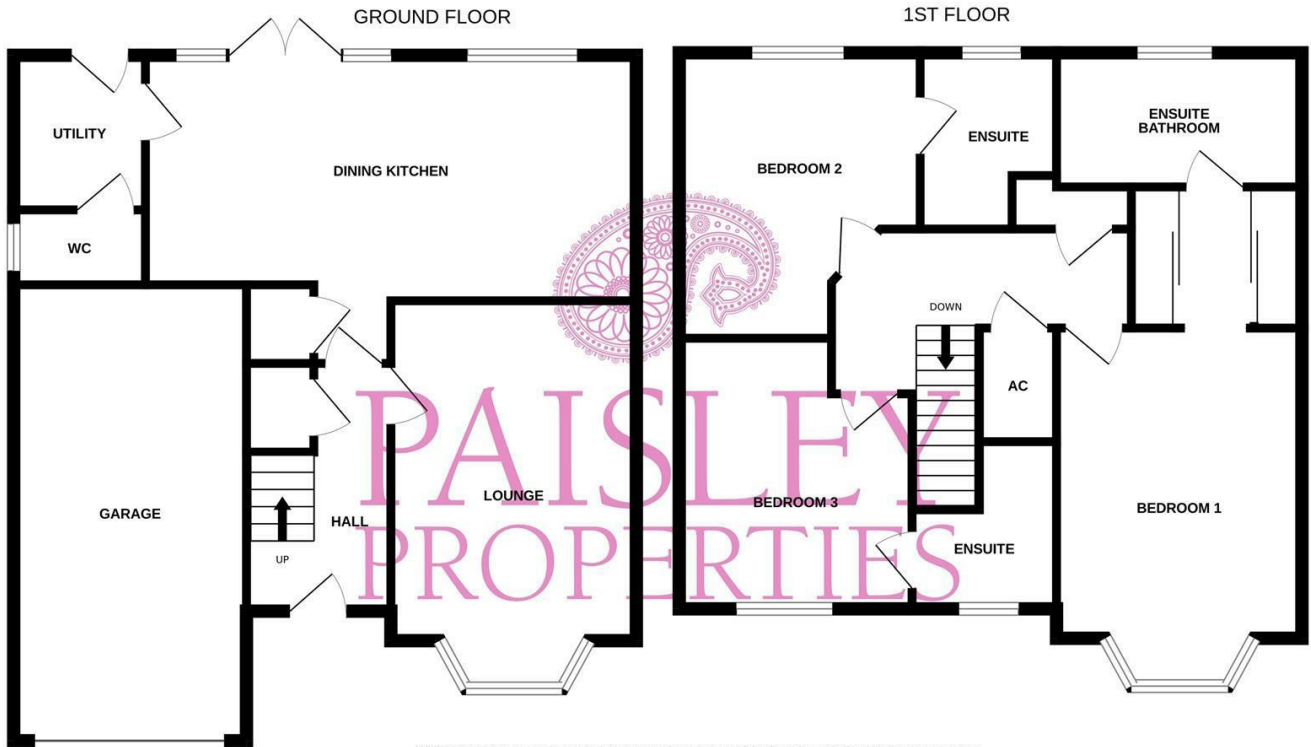 GROUND FLOOR
UTILITY
DINING KITCHEN
WC
GARAGE
HALL
UP
LOUNGE
1ST FLOOR
BEDROOM 2
ENSUITE
ENSUITE
BATHROOM
DOWN
AC
BEDROOM 3
ENSUITE
BEDROOM 1
PAISLEY
PROPERTIES